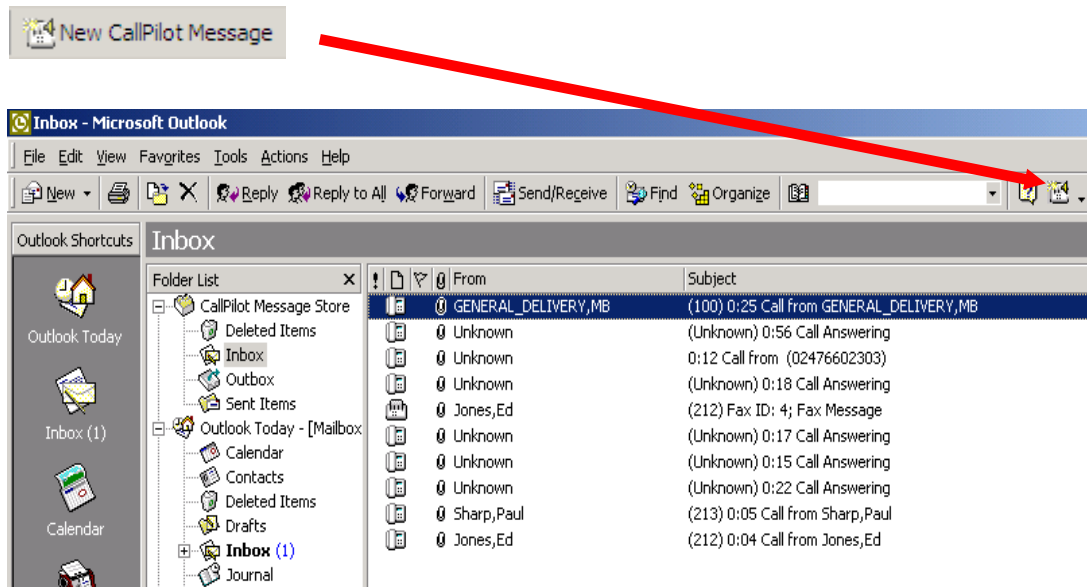 New CallPilot Message
Inbox - Microsoft Outlook
File Edit View Favorites Tools Actions Help
New Reply Reply to All Forward Send/Receive Find Organize
Outlook Shortcuts Inbox
Folder List X ! From Subject
CallPilot Message Store GENERAL_DELIVERY,MB (100) 0:25 Call from GENERAL_DELIVERY,MB
Deleted Items Unknown (Unknown) 0:56 Call Answering
Outlook Today
Inbox Unknown 0:12 Call from (02476602303)
Outbox Unknown (Unknown) 0:18 Call Answering
Sent Items Jones,Ed (212) Fax ID: 4; Fax Message
Inbox (1)
Outlook Today - [Mailbox Unknown (Unknown) 0:17 Call Answering
Calendar Unknown (Unknown) 0:15 Call Answering
Contacts Unknown (Unknown) 0:22 Call Answering
Deleted Items Sharp,Paul (213) 0:05 Call from Sharp,Paul
Calendar
Drafts Jones,Ed (212) 0:04 Call from Jones,Ed
Inbox (1)
Journal